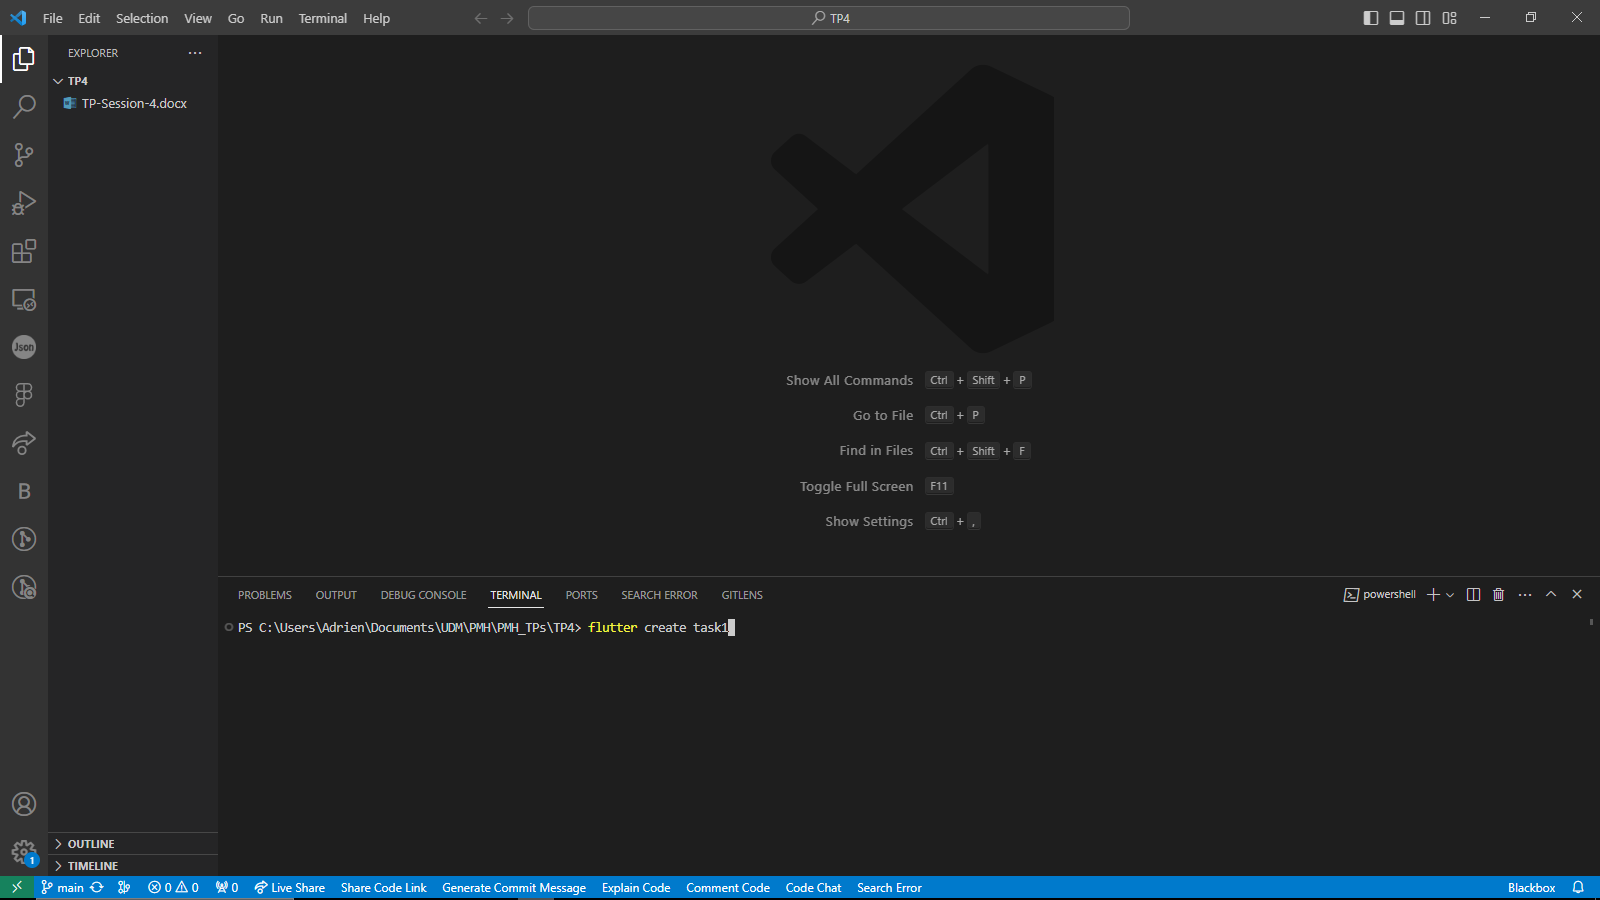 File Edit Selection View Go Run Terminal Help
TP4
EXPLORER
TP4
TP-Session-4.docx
Json
B
Show All Commands Ctrl + Shift + P
Go to File Ctrl + P
Find in Files Ctrl + Shift + F
Toggle Full Screen F11
Show Settings Ctrl + ,
PROBLEMS OUTPUT DEBUG CONSOLE TERMINAL PORTS SEARCH ERROR GITLENS
powershell
PS C:\Users\Adrien\Documents\UDM\PMH\PMH_TPs\TP4> flutter create task1
OUTLINE
1
TIMELINE
main 0 0 0 Live Share Share Code Link Generate Commit Message Explain Code Comment Code Code Chat Search Error Blackbox